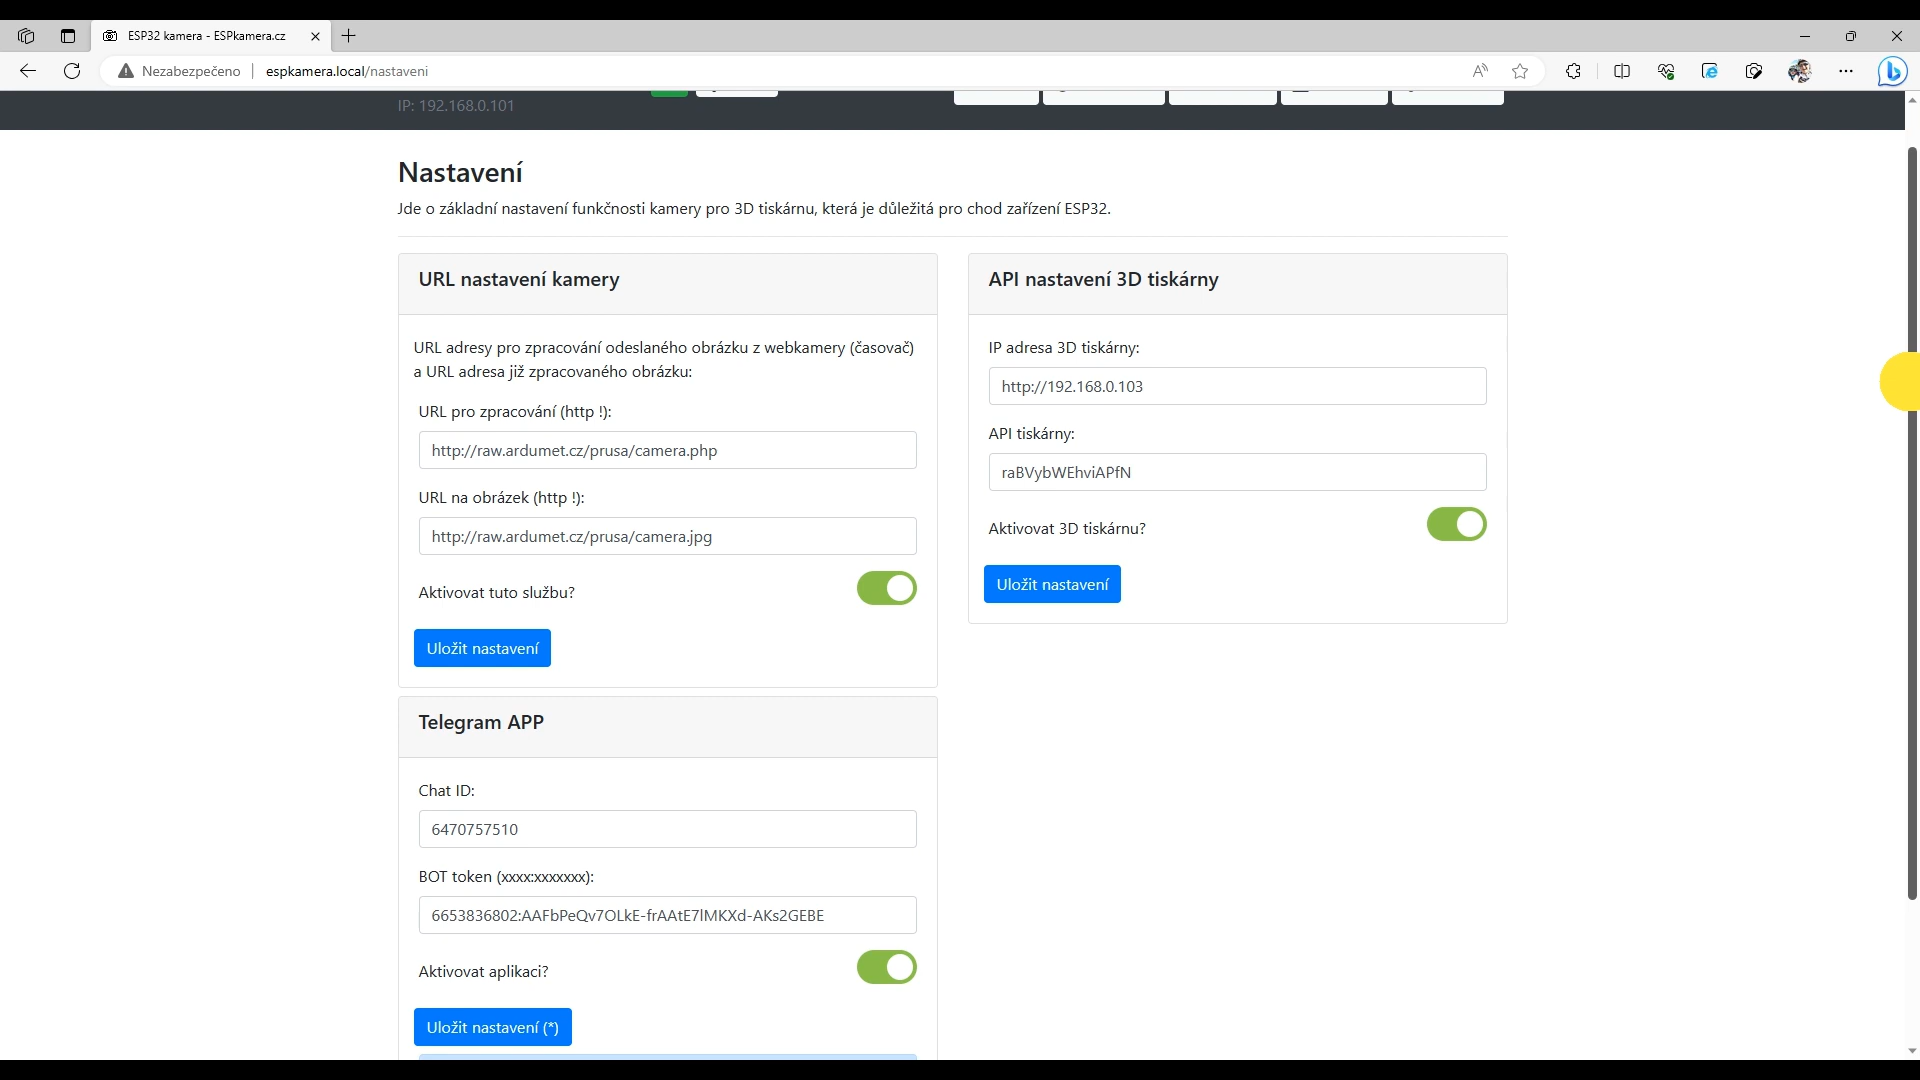 ESP32 kamera - ESPkamera.cz
Nezabezpečeno
espkamera.local/nastaveni
IP: 192.168.0.101
Nastavení
Jde o základní nastavení funkčnosti kamery pro 3D tiskárnu, která je důležitá pro chod zařízení ESP32.
URL nastavení kamery
URL adresy pro zpracování odeslaného obrázku z webkamery (časovač)
a URL adresa již zpracovaného obrázku:
URL pro zpracování (http !):
http://raw.ardumet.cz/prusa/camera.php
URL na obrázek (http !):
http://raw.ardumet.cz/prusa/camera.jpg
Aktivovat tuto službu?
Uložit nastavení
API nastavení 3D tiskárny
IP adresa 3D tiskárny:
http://192.168.0.103
API tiskárny:
raBVybWEhviAPfN
Aktivovat 3D tiskárnu?
Uložit nastavení
Telegram APP
Chat ID:
6470757510
BOT token (xxxx:xxxxxxx):
6653836802:AAFbPeQv7OLkE-frAAtE7lMKXd-AKs2GEBE
Aktivovat aplikaci?
Uložit nastavení (*)